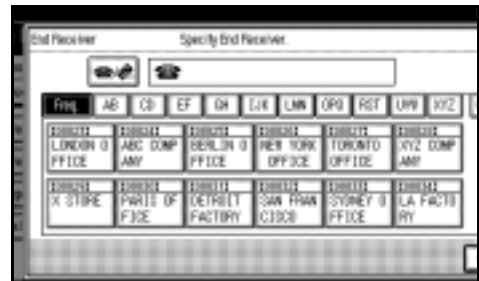 End Receiver Specify End Receiver.
Freq. AB CD EF GH IJK LMN OPQ RST UVW XYZ
LONDON O ABC COMP BERLIN O NEW YORK TORONTO XYZ COMP
FFICE ANY FFICE OFFICE OFFICE ANY
X STORE PARIS OF DETROIT SAN FRAN SYDNEY O LA FACTO
FICE FACTORY CISCO FFICE RY